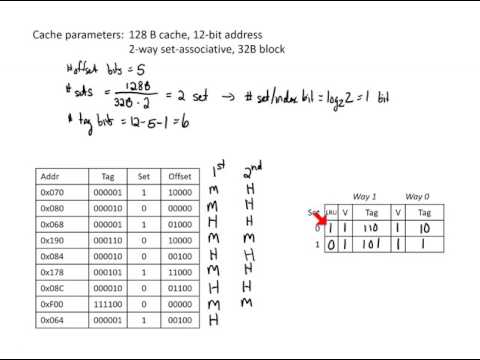 Cache parameters: 128 B cache, 12-bit address
2-way set-associative, 32B block
# offset bits = 5
# sets = 128B / 32B · 2 = 2 set → # set/index bit = log₂2 = 1 bit
# tag bits = 12-5-1 = 6
Addr Tag Set Offset 1st 2nd
0x070 000001 1 10000 M H
0x080 000010 0 00000 M H
0x068 000001 1 01000 H H
0x190 000110 0 10000 M M
0x084 000010 0 00100 H H
0x178 000101 1 11000 M H
0x08C 000010 0 01100 H H
0xF00 111100 0 00000 M M
0x064 000001 1 00100 H
Way 1 Way 0
Set LRU V Tag V Tag
0 1 1 110 1 10
1 0 1 101 1 1